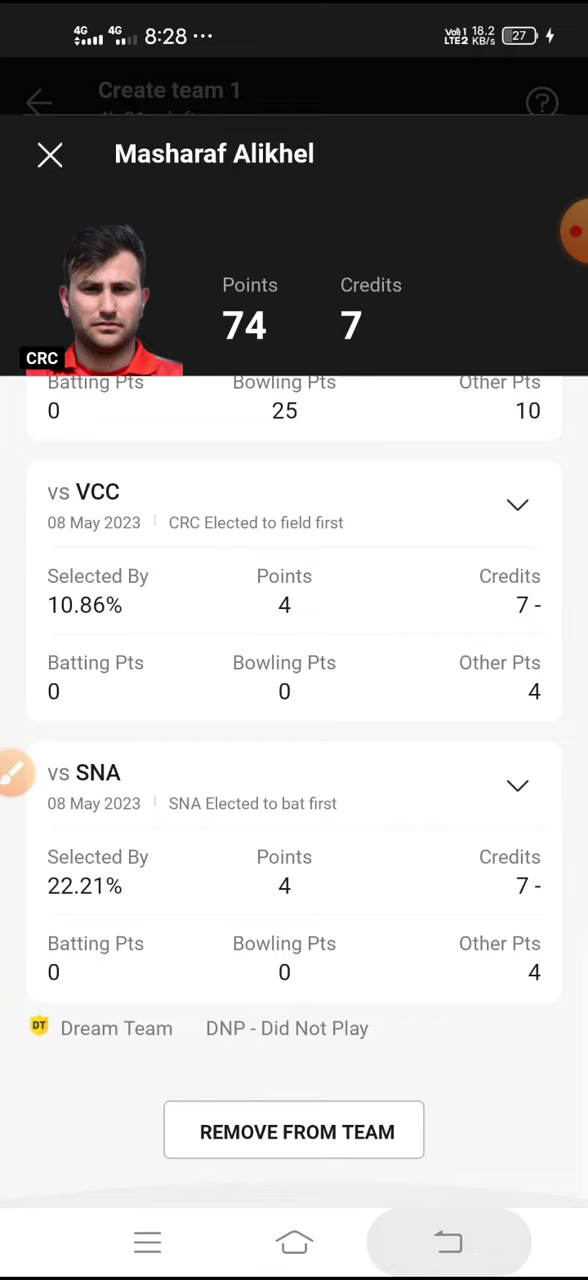 4G 4G 8:28 ··· Vo)) 1 LTE2 18.2 KB/s 27
Create team 1
Masharaf Alikhel
Points Credits
74 7
CRC
Batting Pts Bowling Pts Other Pts
0 25 10
vs VCC
08 May 2023 CRC Elected to field first
Selected By Points Credits
10.86% 4 7 -
Batting Pts Bowling Pts Other Pts
0 0 4
vs SNA
08 May 2023 SNA Elected to bat first
Selected By Points Credits
22.21% 4 7 -
Batting Pts Bowling Pts Other Pts
0 0 4
DT Dream Team DNP - Did Not Play
REMOVE FROM TEAM